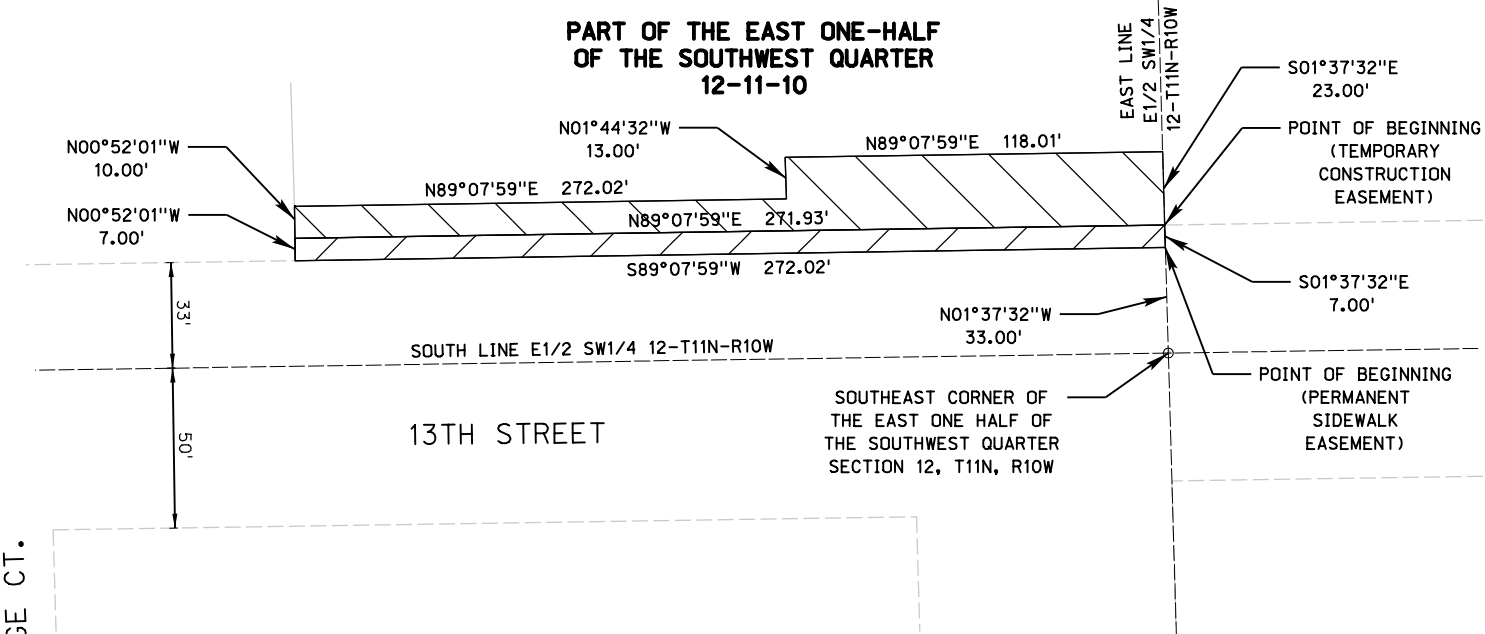 PART OF THE EAST ONE-HALF
OF THE SOUTHWEST QUARTER
12-11-10
EAST LINE
E1/2 SW1/4
12-T11N-R10W
S01°37'32"E
23.00'
POINT OF BEGINNING
(TEMPORARY
CONSTRUCTION
EASEMENT)
N00°52'01"W
10.00'
N01°44'32"W
13.00'
N89°07'59"E 118.01'
N89°07'59"E 272.02'
N00°52'01"W
7.00'
N89°07'59"E 271.93'
S89°07'59"W 272.02'
S01°37'32"E
7.00'
33'
N01°37'32"W
33.00'
SOUTH LINE E1/2 SW1/4 12-T11N-R10W
POINT OF BEGINNING
(PERMANENT
SIDEWALK
EASEMENT)
SOUTHEAST CORNER OF
THE EAST ONE HALF OF
THE SOUTHWEST QUARTER
SECTION 12, T11N, R10W
13TH STREET
50'
GE CT.